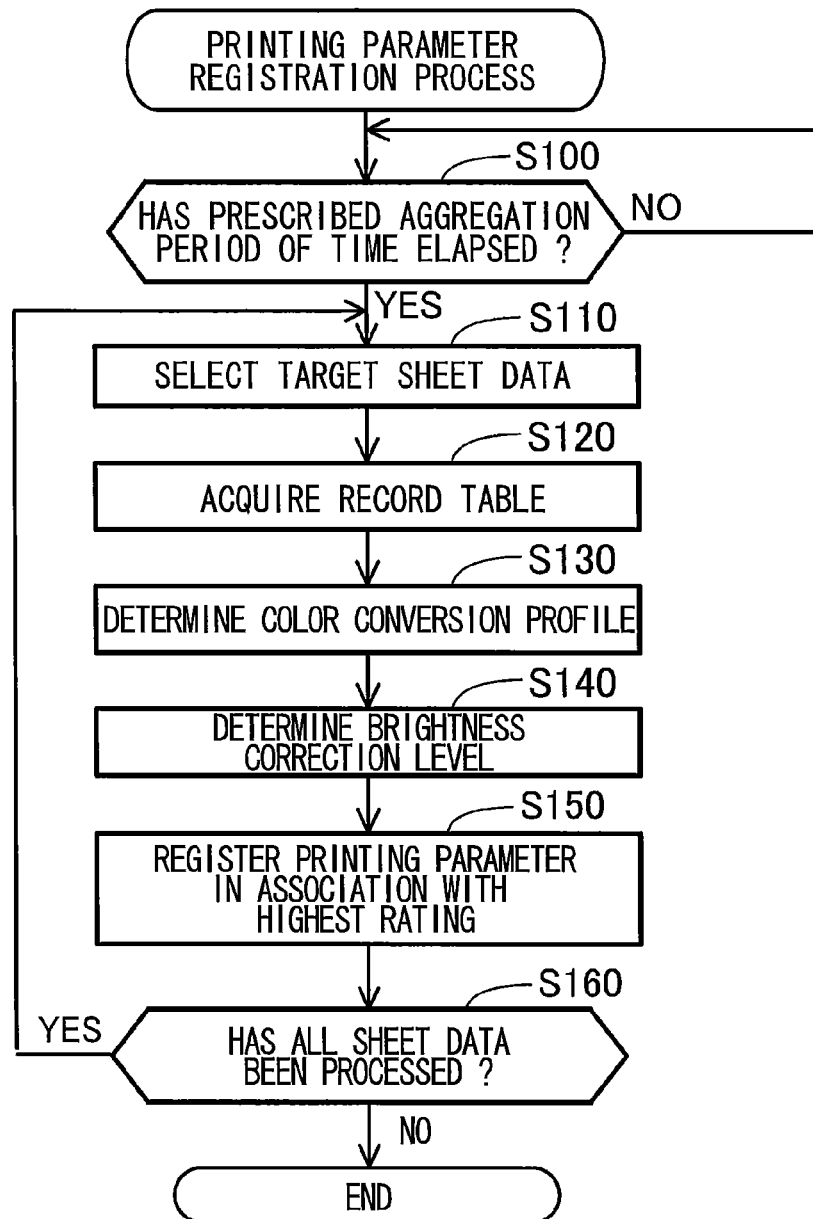 PRINTING PARAMETER
REGISTRATION PROCESS
S100
HAS PRESCRIBED AGGREGATION
PERIOD OF TIME ELAPSED ?
NO
YES
S110
SELECT TARGET SHEET DATA
S120
ACQUIRE RECORD TABLE
S130
DETERMINE COLOR CONVERSION PROFILE
S140
DETERMINE BRIGHTNESS
CORRECTION LEVEL
S150
REGISTER PRINTING PARAMETER
IN ASSOCIATION WITH
HIGHEST RATING
S160
YES
HAS ALL SHEET DATA
BEEN PROCESSED ?
NO
END